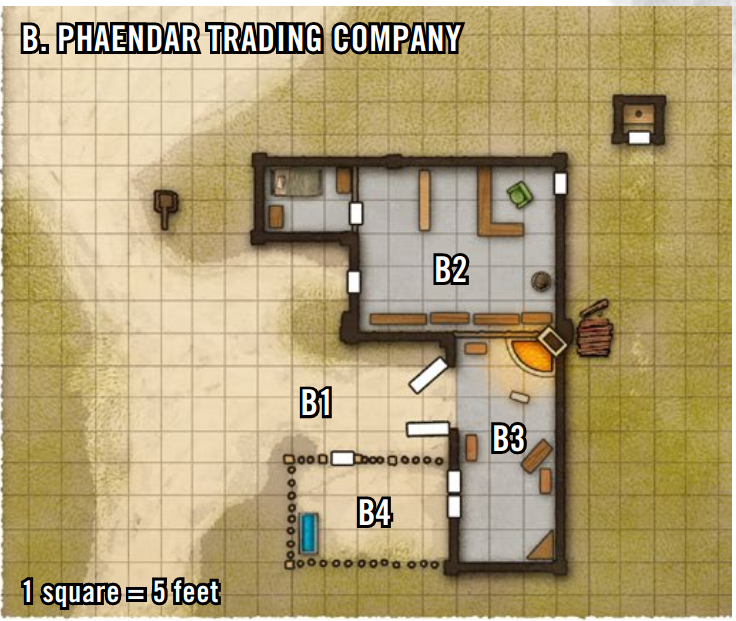 B. PHAENDAR TRADING COMPANY
B2
B1
B3
B4
1 square = 5 feet